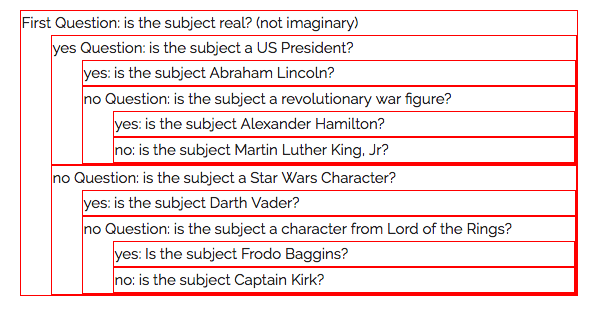 First Question: is the subject real? (not imaginary)
yes Question: is the subject a US President?
yes: is the subject Abraham Lincoln?
no Question: is the subject a revolutionary war figure?
yes: is the subject Alexander Hamilton?
no: is the subject Martin Luther King, Jr?
no Question: is the subject a Star Wars Character?
yes: is the subject Darth Vader?
no Question: is the subject a character from Lord of the Rings?
yes: Is the subject Frodo Baggins?
no: is the subject Captain Kirk?